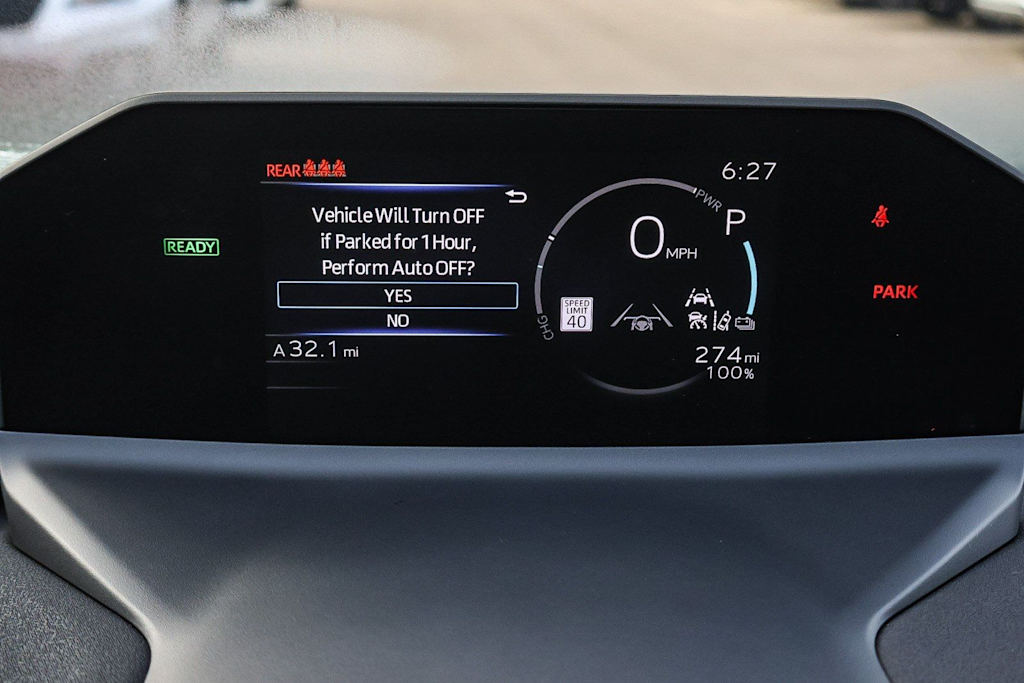 REAR
6:27
READY
Vehicle Will Turn OFF
if Parked for 1 Hour,
Perform Auto OFF?
YES
NO
A 32.1 mi
PWR
P
0 MPH
CHG
SPEED
LIMIT
40
274 mi
100%
PARK